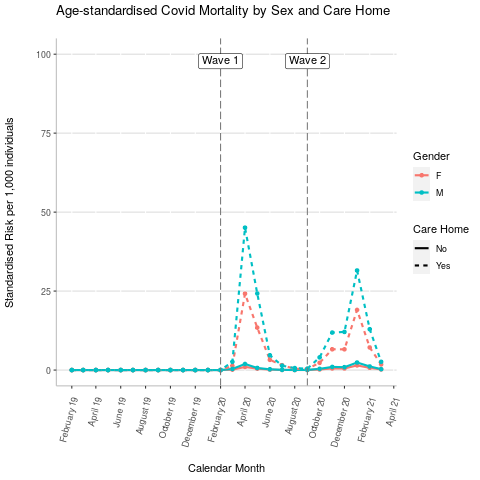 Age-standardised Covid Mortality by Sex and Care Home
Standardised Risk per 1,000 individuals
100
75
50
25
0
Wave 1
Wave 2
February 19
April 19
June 19
August 19
October 19
December 19
February 20
April 20
June 20
August 20
October 20
December 20
February 21
April 21
Calendar Month
Gender
F
M
Care Home
No
Yes